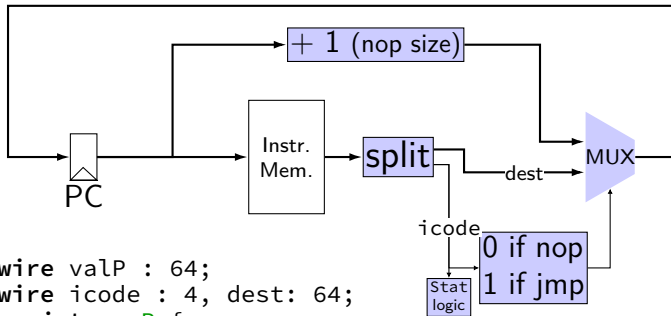 + 1 (nop size)
Instr.
Mem.
split
MUX
PC
dest
icode
0 if nop
1 if jmp
Stat
logic
wire valP : 64;
wire icode : 4, dest: 64;